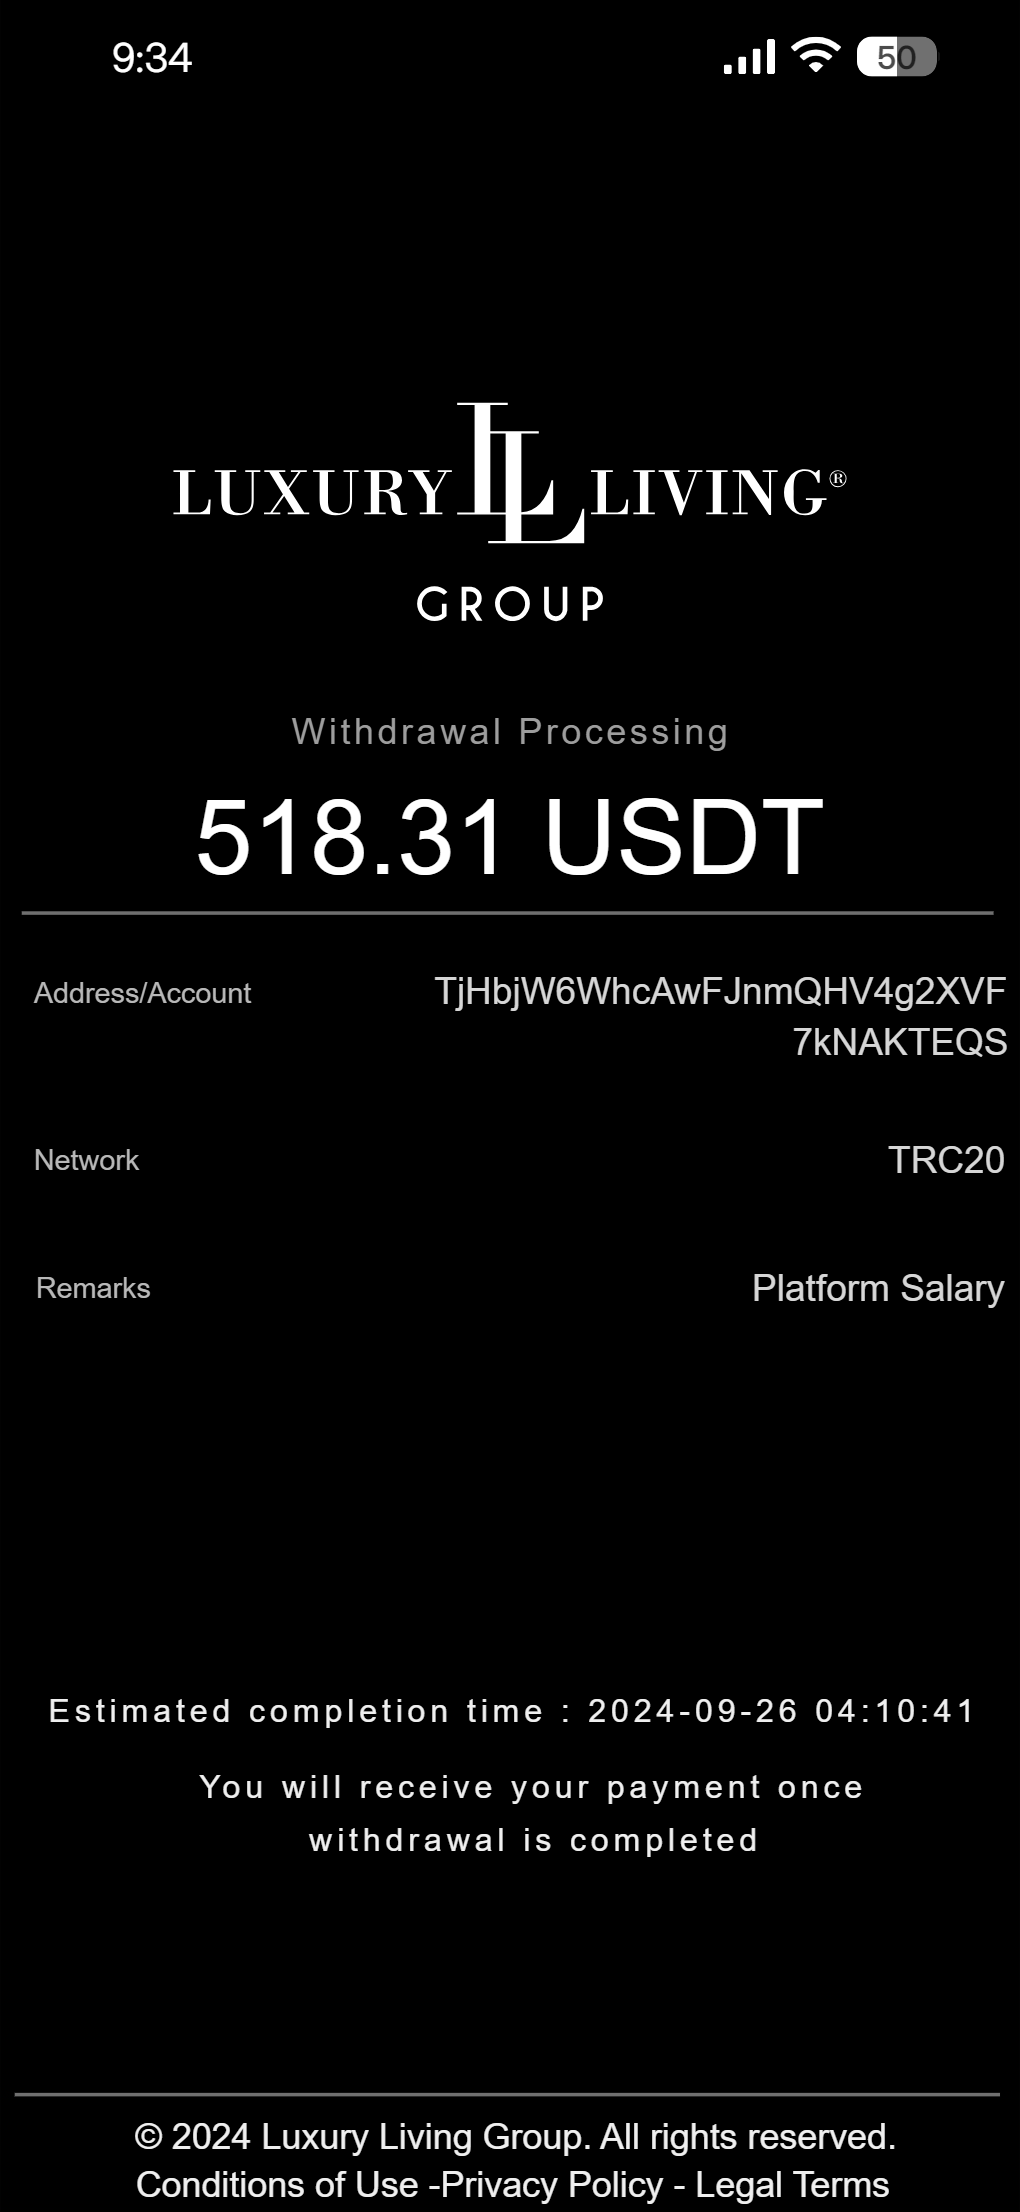 9:34
50
LUXURY LL LIVING®
GROUP
Withdrawal Processing
518.31 USDT
Address/Account TjHbjW6WhcAwFJnmQHV4g2XVF
7kNAKTEQS
Network TRC20
Remarks Platform Salary
Estimated completion time : 2024-09-26 04:10:41
You will receive your payment once
withdrawal is completed
© 2024 Luxury Living Group. All rights reserved.
Conditions of Use -Privacy Policy - Legal Terms